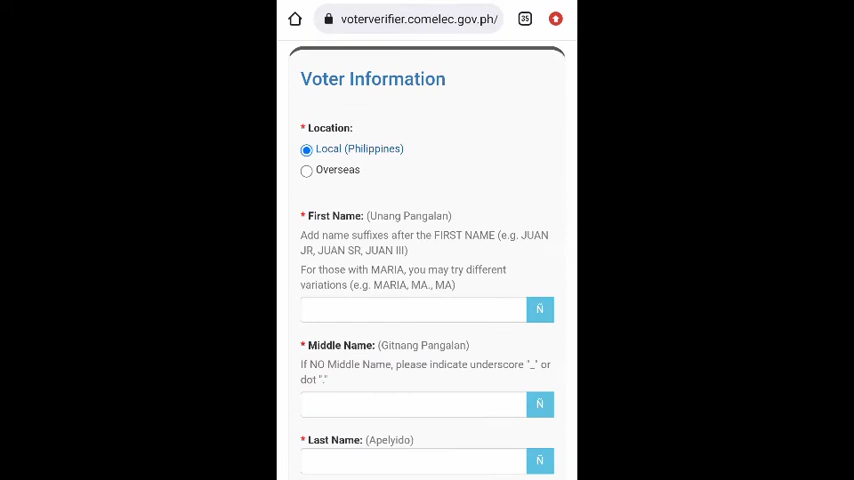 voterverifier.comelec.gov.ph/
35
Voter Information
* Location:
Local (Philippines)
Overseas
* First Name: (Unang Pangalan)
Add name suffixes after the FIRST NAME (e.g. JUAN
JR, JUAN SR, JUAN III)
For those with MARIA, you may try different
variations (e.g. MARIA, MA., MA)
Ñ
* Middle Name: (Gitnang Pangalan)
If NO Middle Name, please indicate underscore "_" or
dot "."
Ñ
* Last Name: (Apelyido)
Ñ